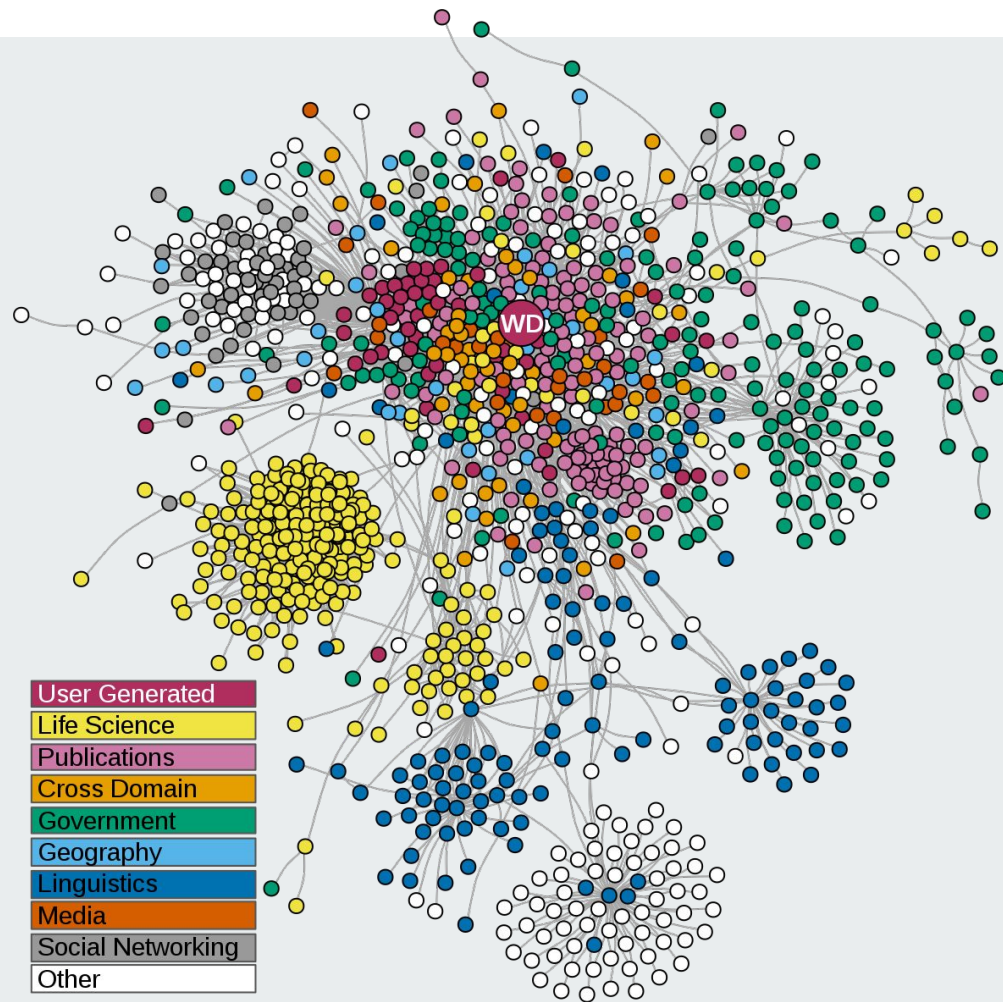 WD
User Generated
Life Science
Publications
Cross Domain
Government
Geography
Linguistics
Media
Social Networking
Other